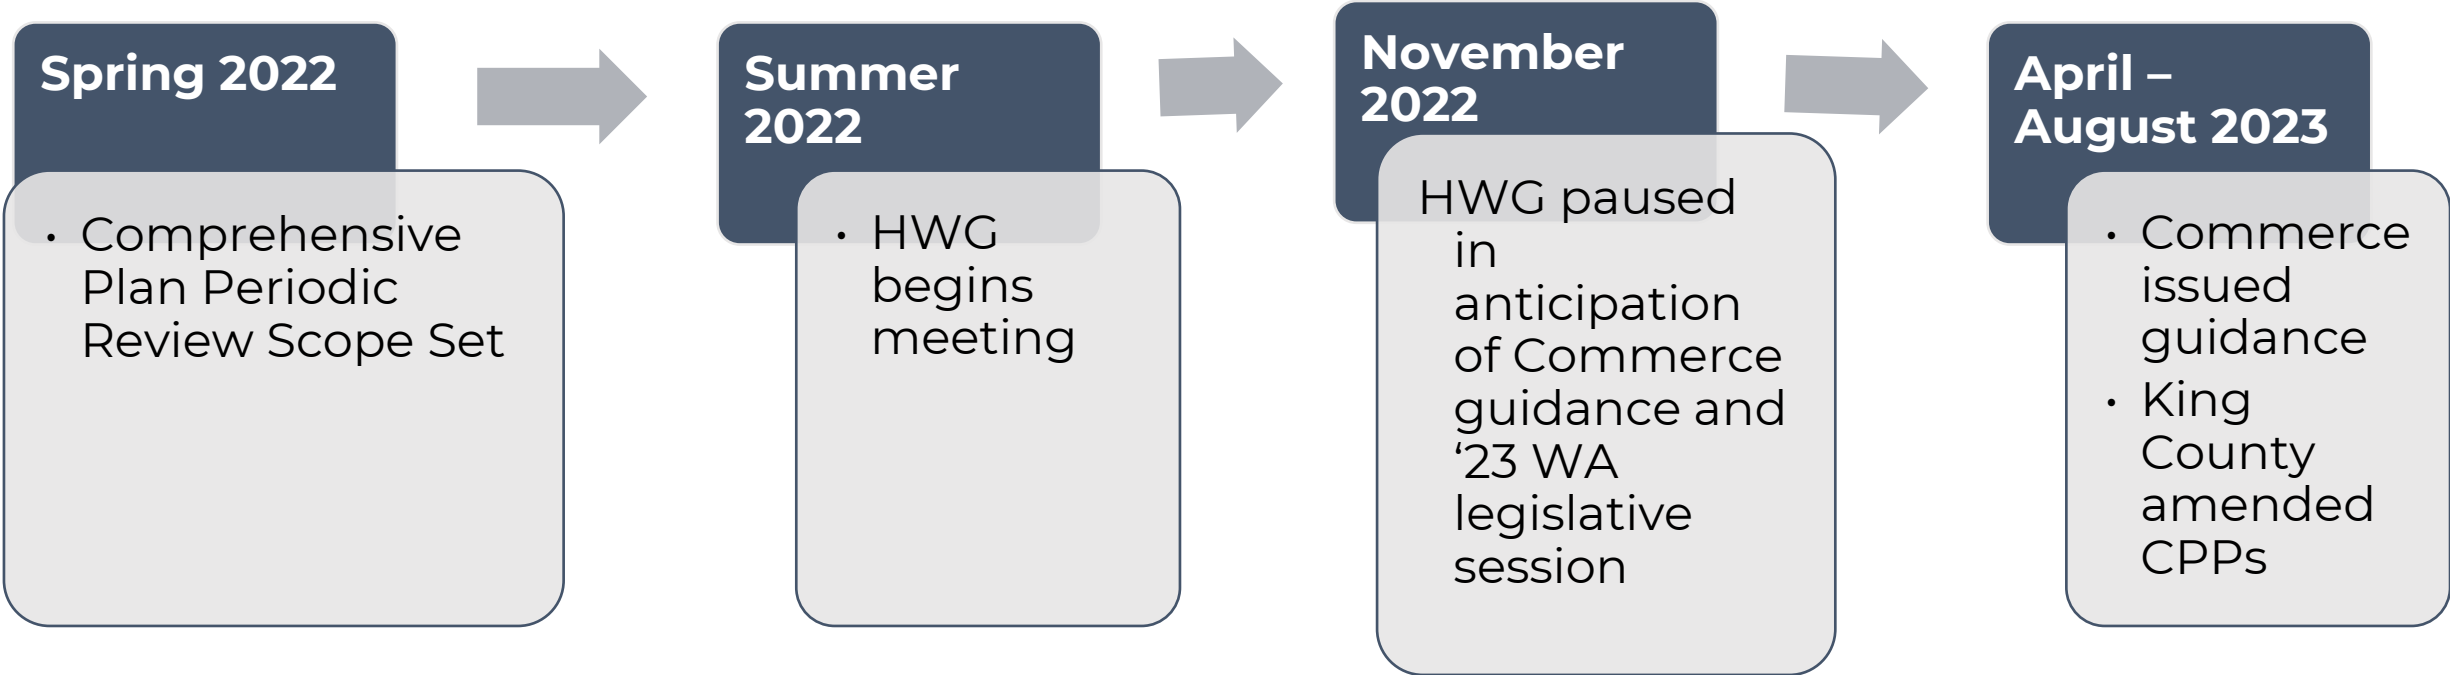 Spring 2022
• Comprehensive
Plan Periodic
Review Scope Set
Summer
2022
• HWG
begins
meeting
November
2022
HWG paused
in
anticipation
of Commerce
guidance and
‘23 WA
legislative
session
April –
August 2023
• Commerce
issued
guidance
• King
County
amended
CPPs